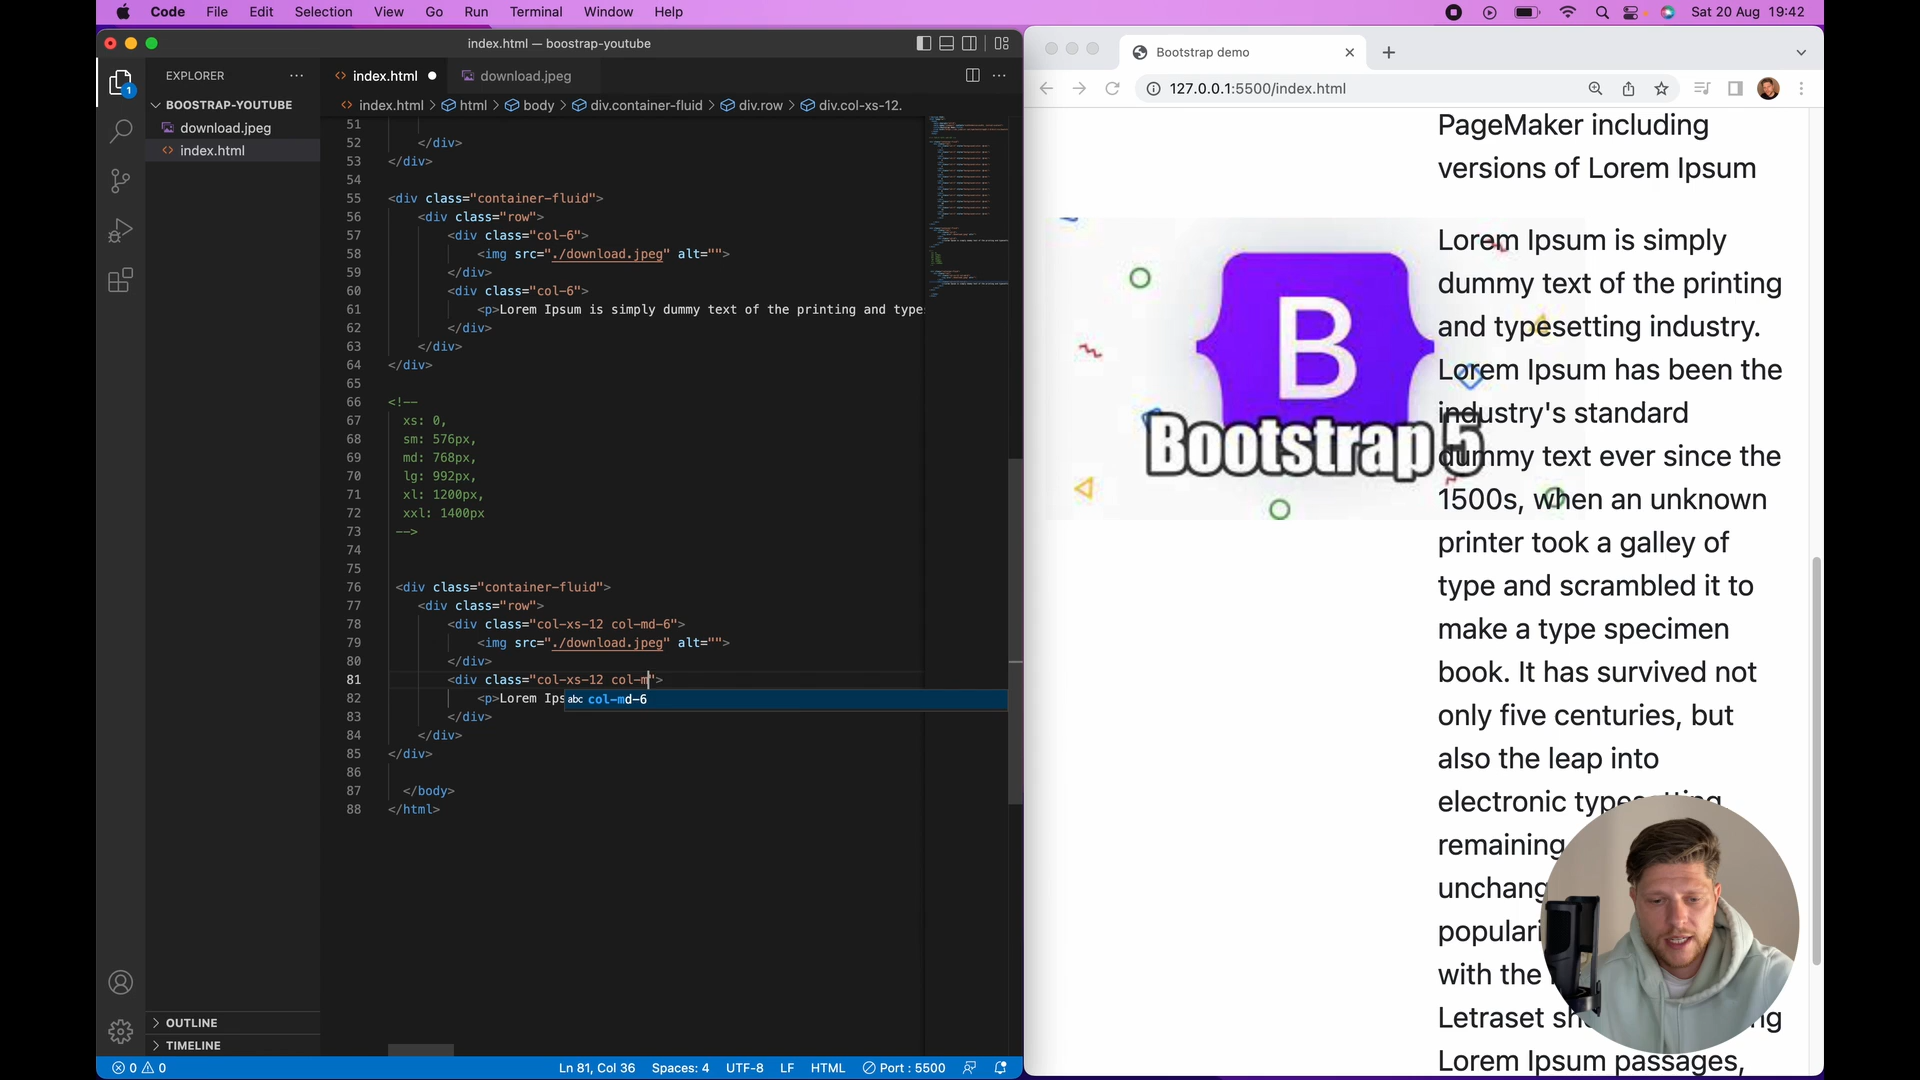 Code File Edit Selection View Go Run Terminal Window Help
Sat 20 Aug 19:42
index.html — boostrap-youtube
EXPLORER
BOOSTRAP-YOUTUBE
download.jpeg
index.html
1
OUTLINE
TIMELINE
index.html
download.jpeg
index.html > html > body > div.container-fluid > div.row > div.col-xs-12.
51
52 </div>
53 </div>
54
55 <div class="container-fluid">
56 <div class="row">
57 <div class="col-6">
58 <img src="./download.jpeg" alt="">
59 </div>
60 <div class="col-6">
61 <p>Lorem Ipsum is simply dummy text of the printing and type
62 </div>
63 </div>
64 </div>
65
66 <!--
67 xs: 0,
68 sm: 576px,
69 md: 768px,
70 lg: 992px,
71 xl: 1200px,
72 xxl: 1400px
73 -->
74
75
76 <div class="container-fluid">
77 <div class="row">
78 <div class="col-xs-12 col-md-6">
79 <img src="./download.jpeg" alt="">
80 </div>
81 <div class="col-xs-12 col-m">
82 <p>Lorem Ips
abc col-md-6
83 </div>
84 </div>
85 </div>
86
87 </body>
88 </html>
0 0
Ln 81, Col 36 Spaces: 4 UTF-8 LF HTML Port : 5500
Bootstrap demo
127.0.0.1:5500/index.html
PageMaker including
versions of Lorem Ipsum
B
Bootstrap 5
Lorem Ipsum is simply
dummy text of the printing
and typesetting industry.
Lorem Ipsum has been the
industry's standard
dummy text ever since the
1500s, when an unknown
printer took a galley of
type and scrambled it to
make a type specimen
book. It has survived not
only five centuries, but
also the leap into
electronic typesetting
remaining
unchang
populari
with the
Letraset sh ng
Lorem Ipsum passages,